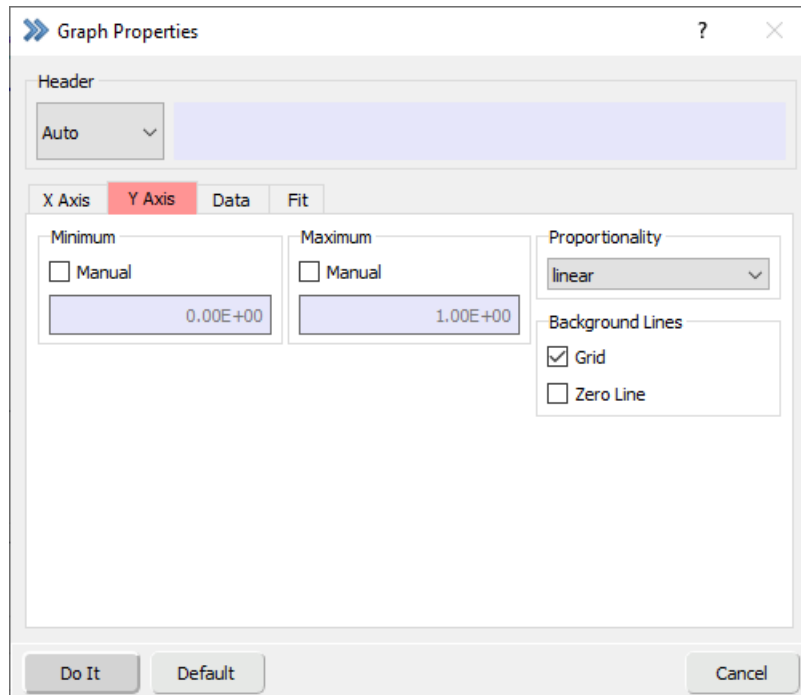 Graph Properties
?
Header
Auto
X Axis Y Axis Data Fit
Minimum Maximum Proportionality
Manual Manual linear
0.00E+00 1.00E+00
Background Lines
Grid
Zero Line
Do It Default Cancel